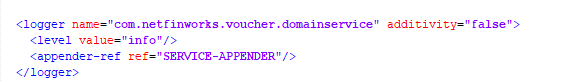 <logger name="com.netfinworks.voucher.domainservice" additivity="false">
<level value="info"/>
<appender-ref ref="SERVICE-APPENDER"/>
</logger>